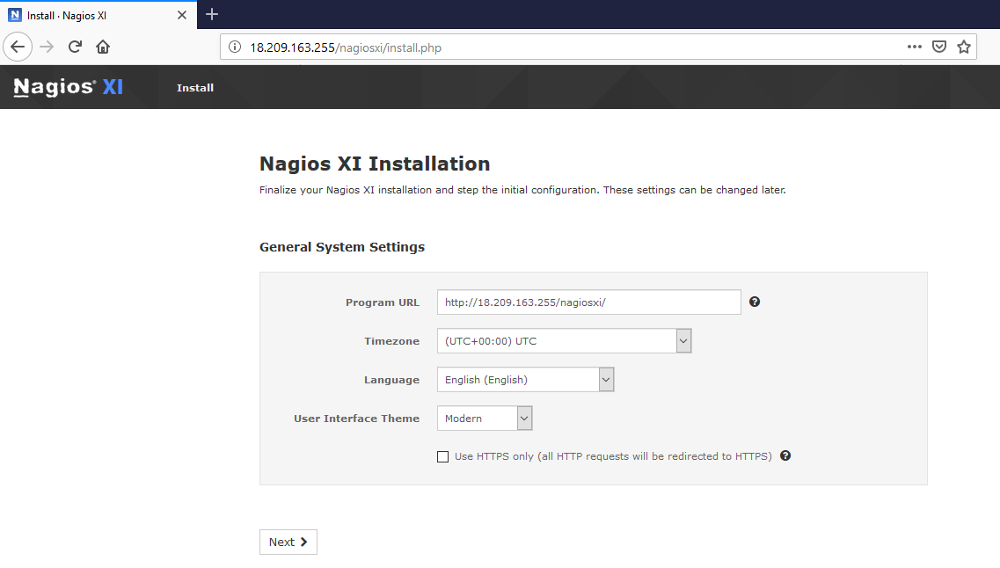 Install · Nagios XI
18.209.163.255/nagiosxi/install.php
Nagios® XI Install
Nagios XI Installation
Finalize your Nagios XI installation and step the initial configuration. These settings can be changed later.
General System Settings
Program URL http://18.209.163.255/nagiosxi/
Timezone (UTC+00:00) UTC
Language English (English)
User Interface Theme Modern
Use HTTPS only (all HTTP requests will be redirected to HTTPS)
Next